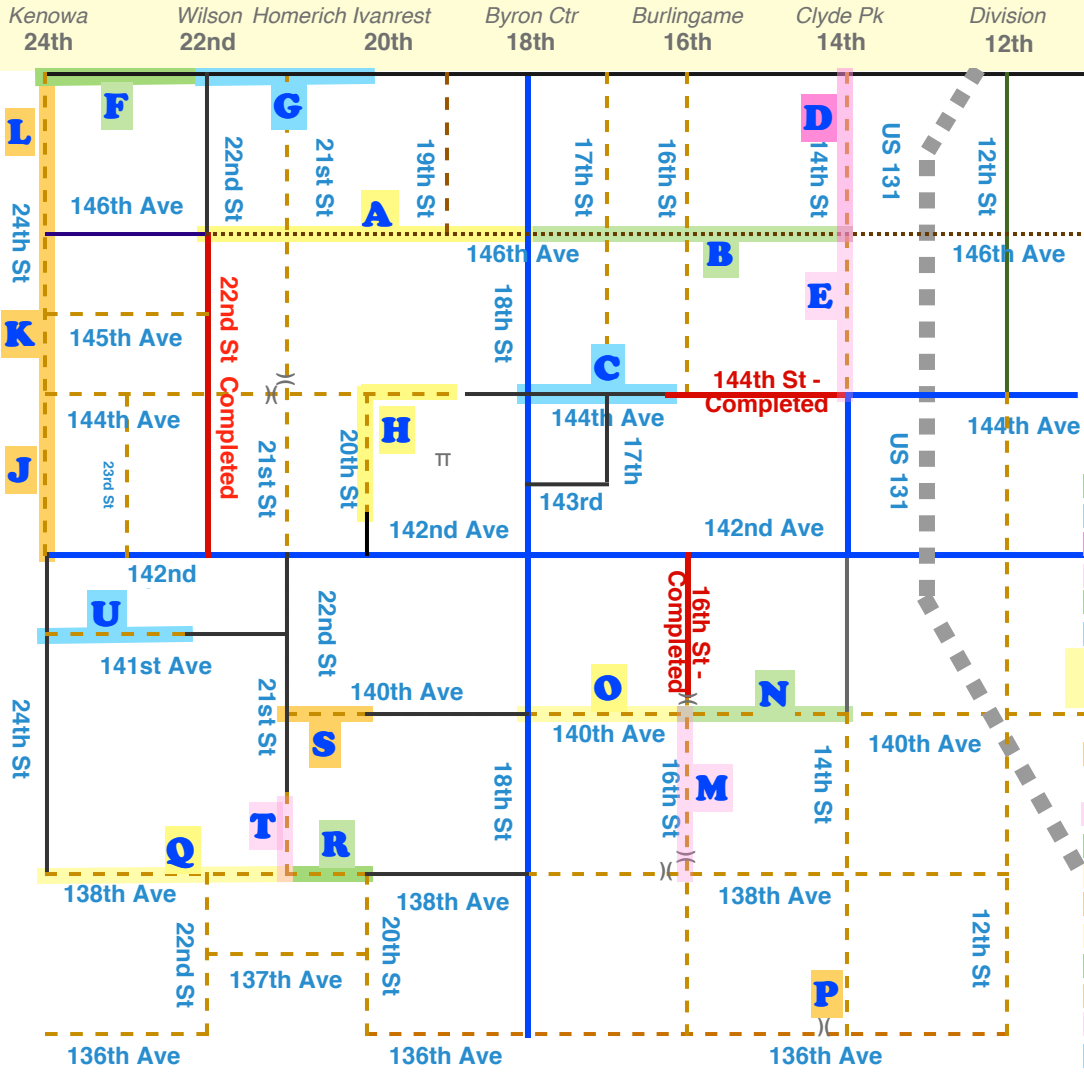 Kenowa Wilson Homerich Ivanrest Byron Ctr Burlingame Clyde Pk Division
24th 22nd 20th 18th 16th 14th 12th
F
G
D
L
24th St
146th Ave
22nd St
21st St
19th St
A
17th St
16th St
14th St
US 131
12th St
146th Ave
B
146th Ave
K
145th Ave
22nd St Completed
18th St
E
C
144th St -
Completed
144th Ave
144th Ave
144th Ave
J
23rd St
21st St
20th St
H
π
17th
143rd
US 131
142nd Ave
142nd Ave
142nd
U
141st Ave
22nd St
16th St -
Completed
24th St
21st St
140th Ave
O
N
S
140th Ave
140th Ave
18th St
16th St
M
14th St
T
R
Q
138th Ave
138th Ave
138th Ave
22nd St
20th St
12th St
137th Ave
P
136th Ave
136th Ave
136th Ave